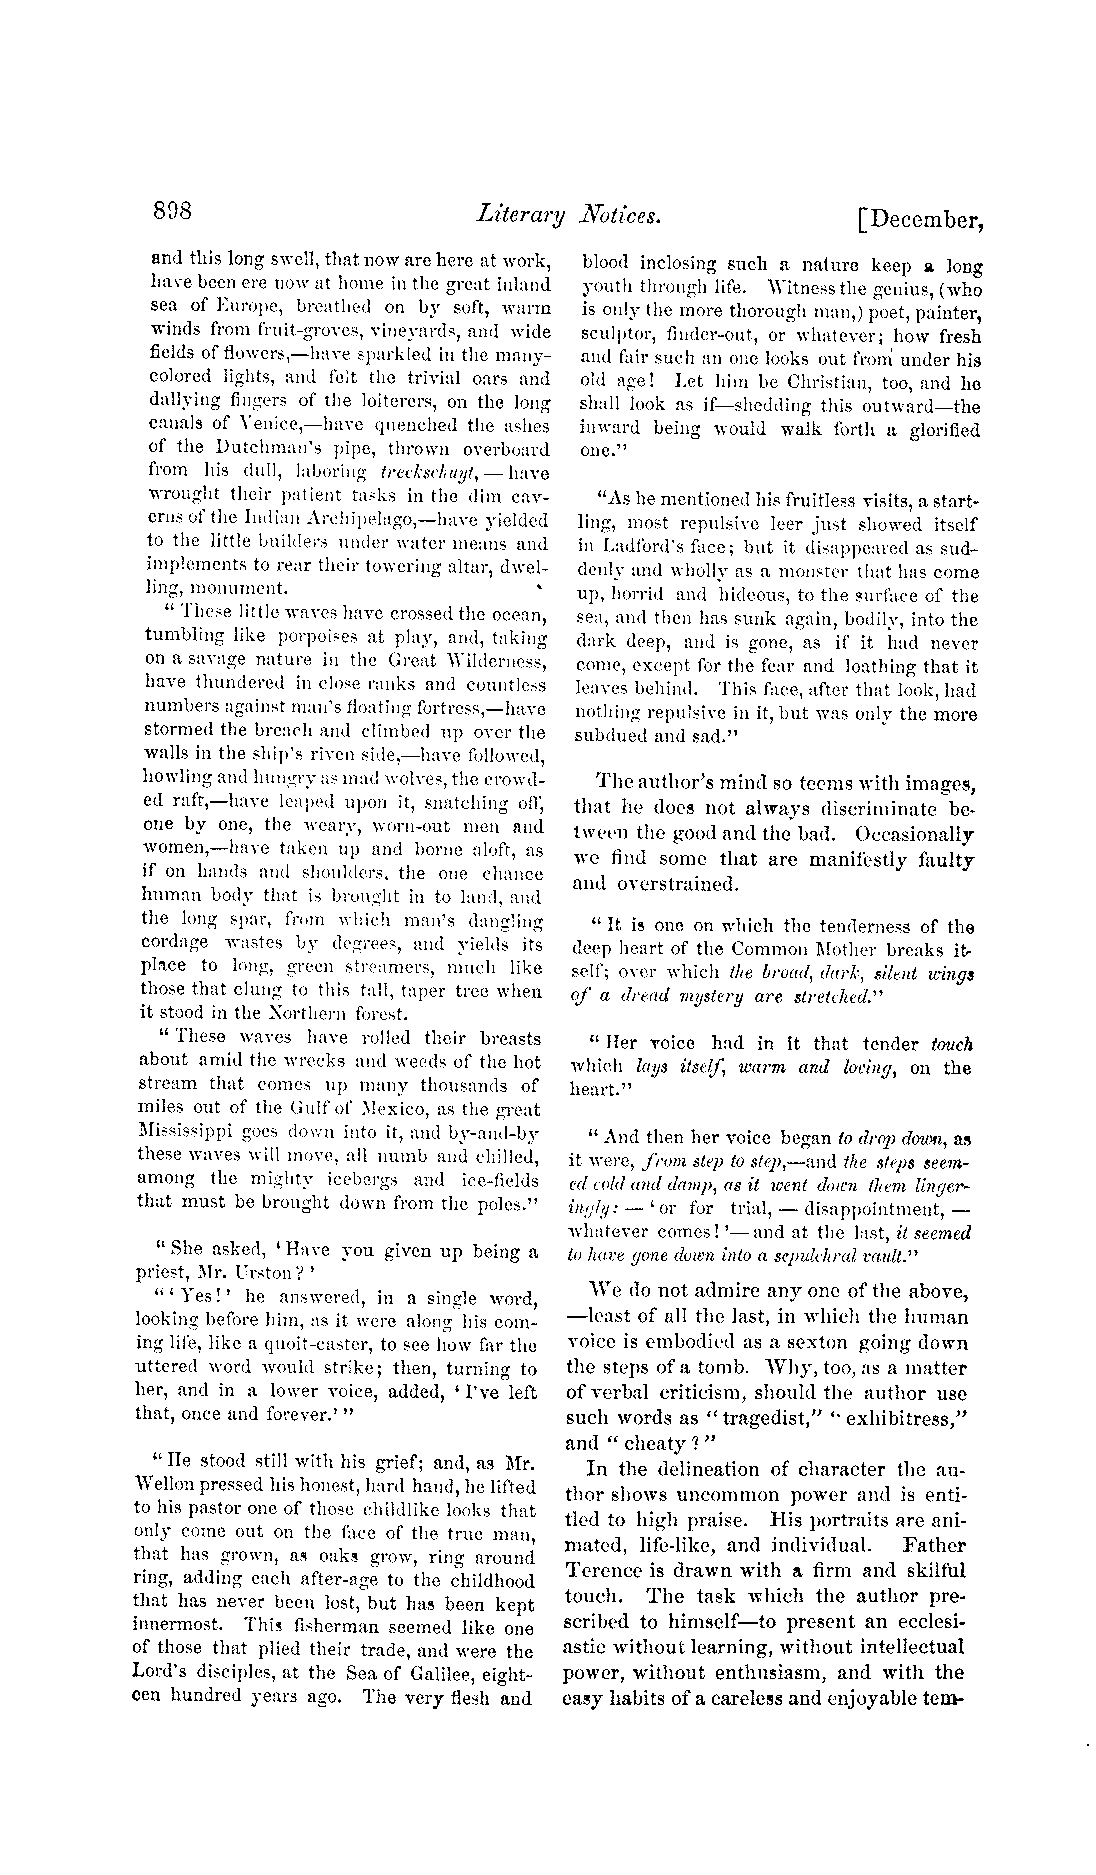 898
Literary Notices.
[December,
and this long swell, that now are here at work,
have been ere now at home in the great inland
sea of Europe, breathed on by soft, warm
winds from fruit-groves, vineyards, and wide
fields of flowers,—have sparkled in the many-
colored lights, and felt the trivial oars and
dallying fingers of the loiterers, on the long
canals of Venice,—have quenched the ashes
of the Dutchman's pipe, thrown overboard
from his dull, laboring treckschuyt,—have
wrought their patient tasks in the dim cav-
erns of the Indian Archipelago,—have yielded
to the little builders under water means and
implements to rear their towering altar, dwel-
ling, monument.
"These little waves have crossed the ocean,
tumbling like porpoises at play, and, taking
on a savage nature in the Great Wilderness,
have thundered in close ranks and countless
numbers against man's floating fortress,—have
stormed the breach and climbed up over the
walls in the ship's riven side,—have followed,
howling and hungry as mad wolves, the crowd-
ed raft,—have leaped upon it, snatching off,
one by one, the weary, worn-out men and
women,—have taken up and borne aloft, as
if on hands and shoulders, the one chance
human body that is brought in to land, and
the long spar, from which man's dangling
cordage wastes by degrees, and yields its
place to long, green streamers, much like
those that clung to this tall, taper tree when
it stood in the Northern forest.
"These waves have rolled their breasts
about amid the wrecks and weeds of the hot
stream that comes up many thousands of
miles out of the Gulf of Mexico, as the great
Mississippi goes down into it, and by-and-by
these waves will move, all numb and chilled,
among the mighty icebergs and ice-fields
that must be brought down from the poles."
"She asked, 'Have you given up being a
priest, Mr. Urston?'
"'Yes!' he answered, in a single word,
looking before him, as it were along his com-
ing life, like a quoit-caster, to see how far the
uttered word would strike; then, turning to
her, and in a lower voice, added, 'I've left
that, once and forever.'"
"He stood still with his grief; and, as Mr.
Wellon pressed his honest, hard hand, he lifted
to his pastor one of those childlike looks that
only come out on the face of the true man,
that has grown, as oaks grow, ring around
ring, adding each after-age to the childhood
that has never been lost, but has been kept
innermost. This fisherman seemed like one
of those that plied their trade, and were the
Lord's disciples, at the Sea of Galilee, eight-
een hundred years ago. The very flesh and
blood inclosing such a nature keep a long
youth through life. Witness the genius, (who
is only the more thorough man,) poet, painter,
sculptor, finder-out, or whatever; how fresh
and fair such an one looks out from under his
old age! Let him be Christian, too, and he
shall look as if—shedding this outward—the
inward being would walk forth a glorified
one."
"As he mentioned his fruitless visits, a start-
ling, most repulsive leer just showed itself
in Ladford's face; but it disappeared as sud-
denly and wholly as a monster that has come
up, horrid and hideous, to the surface of the
sea, and then has sunk again, bodily, into the
dark deep, and is gone, as if it had never
come, except for the fear and loathing that it
leaves behind. This face, after that look, had
nothing repulsive in it, but was only the more
subdued and sad."
The author's mind so teems with images,
that he does not always discriminate be-
tween the good and the bad. Occasionally
we find some that are manifestly faulty
and overstrained.
"It is one on which the tenderness of the
deep heart of the Common Mother breaks it-
self; over which the broad, dark, silent wings
of a dread mystery are stretched."
"Her voice had in it that tender touch
which lays itself, warm and loving, on the
heart."
"And then her voice began to drop down, as
it were, from step to step,—and the steps seem-
ed cold and damp, as it went down them linger-
ingly:—'or for trial,—disappointment,—
whatever comes!'—and at the last, it seemed
to have gone down into a sepulchral vault."
We do not admire any one of the above,
—least of all the last, in which the human
voice is embodied as a sexton going down
the steps of a tomb. Why, too, as a matter
of verbal criticism, should the author use
such words as "tragedist," "exhibitress,"
and "cheaty?"
In the delineation of character the au-
thor shows uncommon power and is enti-
tled to high praise. His portraits are ani-
mated, life-like, and individual. Father
Terence is drawn with a firm and skilful
touch. The task which the author pre-
scribed to himself—to present an ecclesi-
astic without learning, without intellectual
power, without enthusiasm, and with the
easy habits of a careless and enjoyable tem-